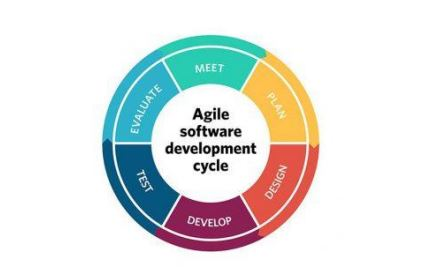 Agile
software
development
cycle
MEET
PLAN
DESIGN
DEVELOP
TEST
EVALUATE